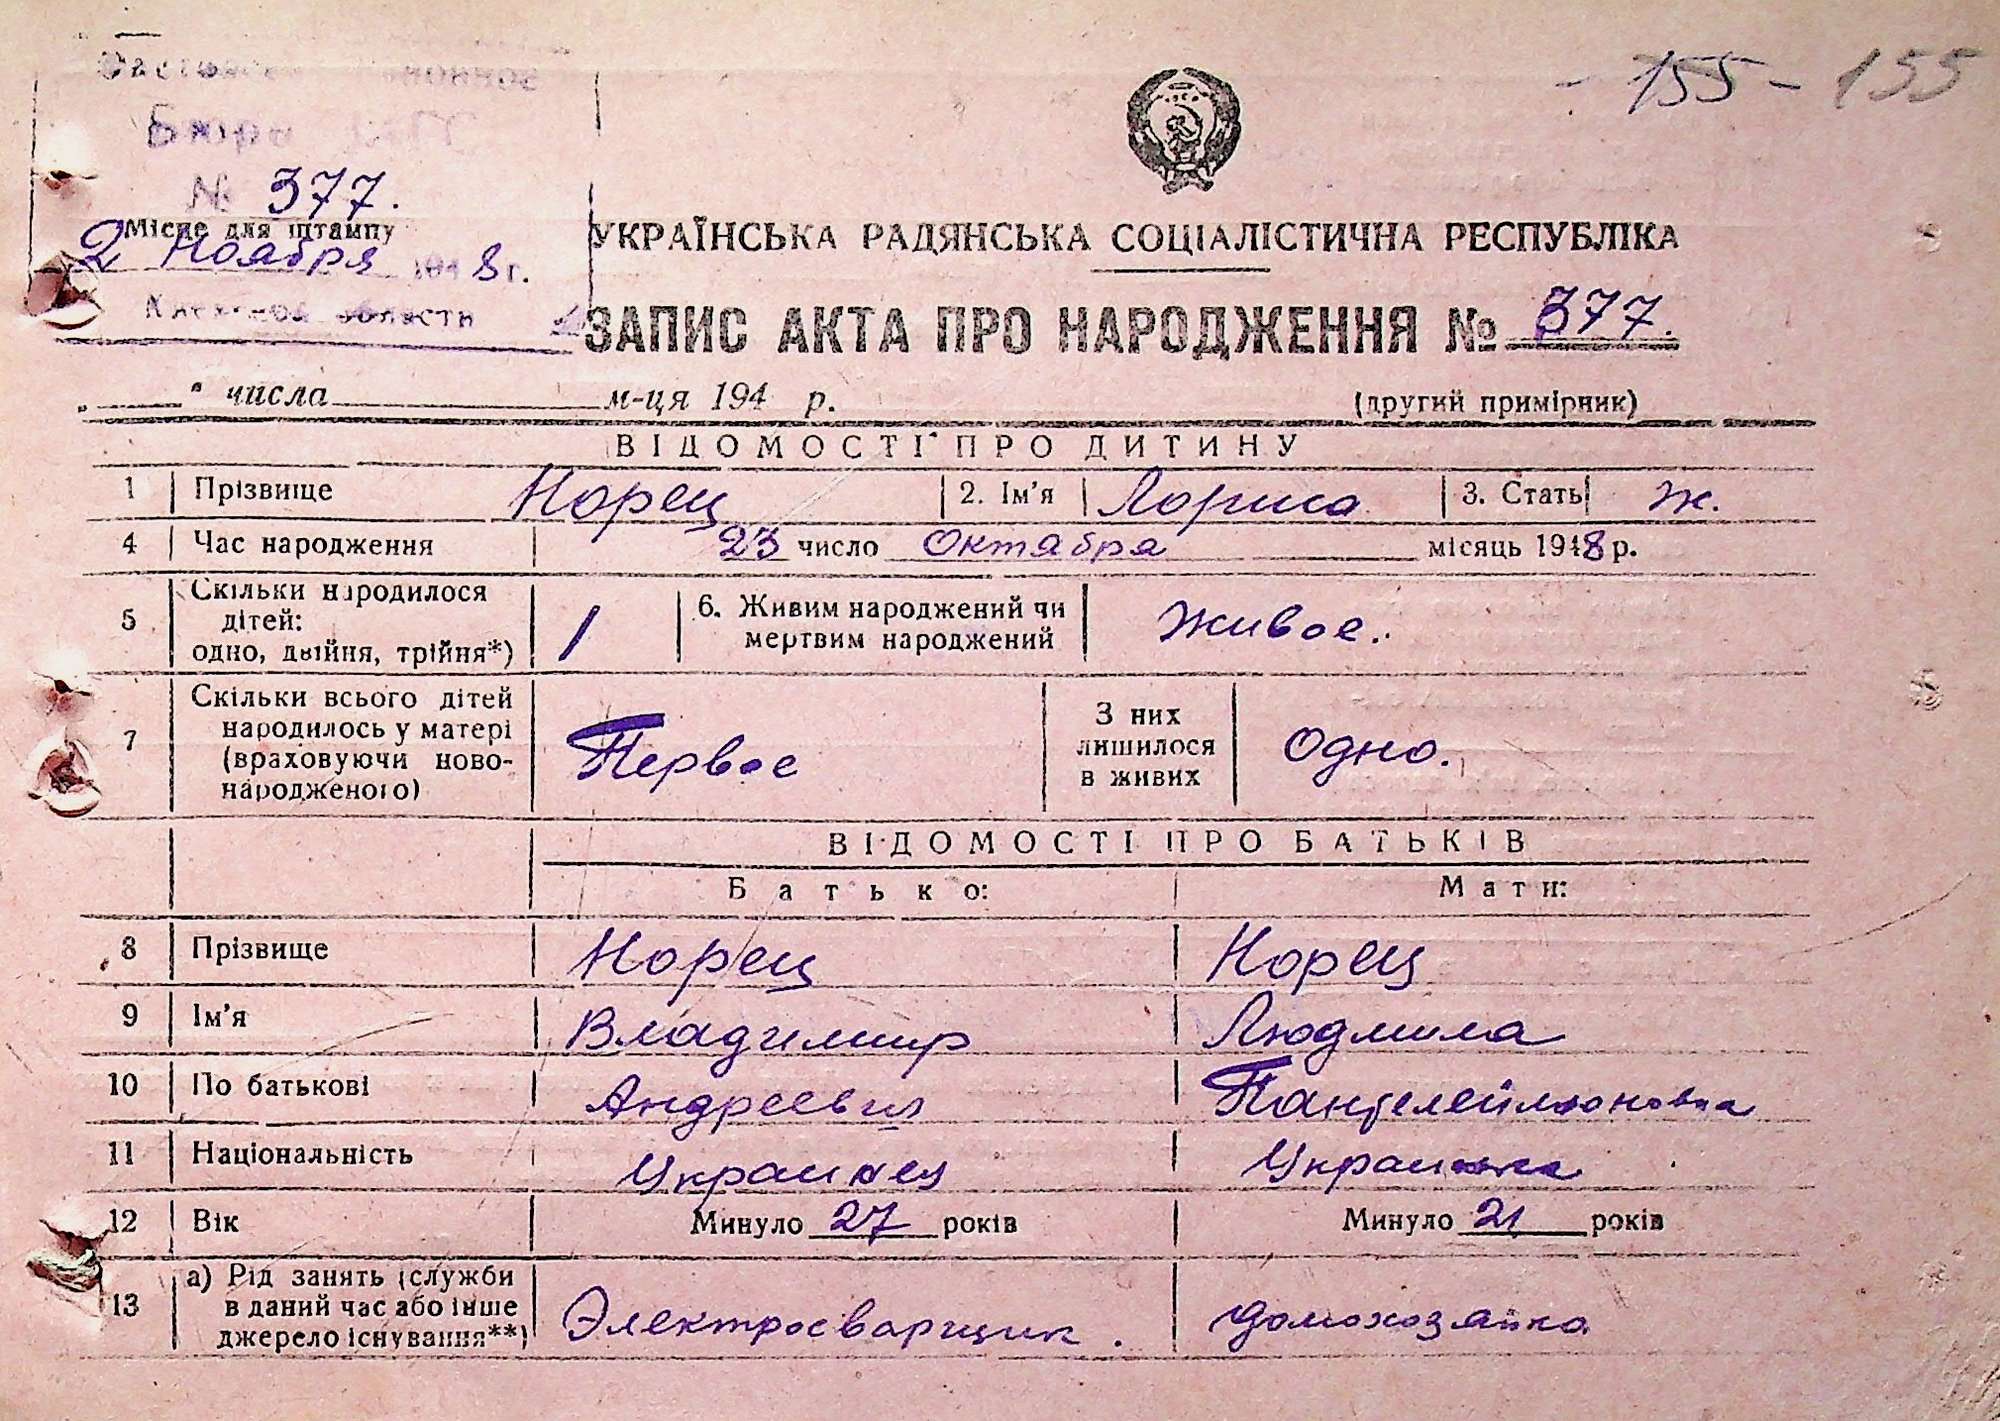 - 155 - 155
Бюро
№ 377.
Місце для штампу
2 Ноября 1948 г.
области
УКРАЇНСЬКА РАДЯНСЬКА СОЦІАЛІСТИЧНА РЕСПУБЛІКА
ЗАПИС АКТА ПРО НАРОДЖЕННЯ № 377.
„ " числа м-ця 194 р. (другий примірник)
ВІДОМОСТІ ПРО ДИТИНУ
1 Прізвище Норец 2. Ім'я Лориса 3. Стать ж.
4 Час народження 23 число Октября місяць 1948 р.
5 Скільки народилося дітей: одно, двійня, трійня*) 1 6. Живим народжений чи мертвим народжений Живое.
7 Скільки всього дітей народилось у матері (враховуючи новонародженого) Первое З них лишилося в живих Одно.
ВІДОМОСТІ ПРО БАТЬКІВ
Батько: Мати:
8 Прізвище Норец Норец
9 Ім'я Владимир Людмила
10 По батькові Андреевич Пантелеймоновна
11 Національність Украинец Украинка
12 Вік Минуло 27 років Минуло 21 років
13 а) Рід занять (служби в даний час або інше джерело існування**) Электросварщик. домохозяйка